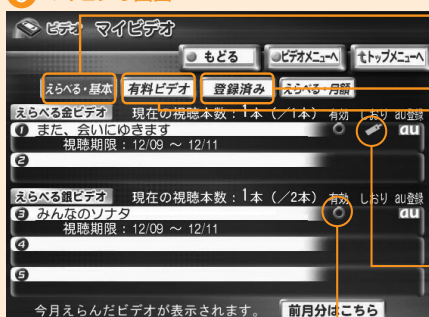 ビデオ マイビデオ
もどる ビデオメニューへ トップメニューへ
えらべる・基本 有料ビデオ 登録済み えらべる・月額
えらべる金ビデオ 現在の視聴本数：1本（／1本） 有効 しおり au登録
1 また、会いにゆきます au
視聴期限：12/09 ～ 12/11
2
えらべる銀ビデオ 現在の視聴本数：1本（／2本） 有効 しおり au登録
3 みんなのソナタ au
視聴期限：12/09 ～ 12/11
4
5
今月えらんだビデオが表示されます。 前月分はこちら